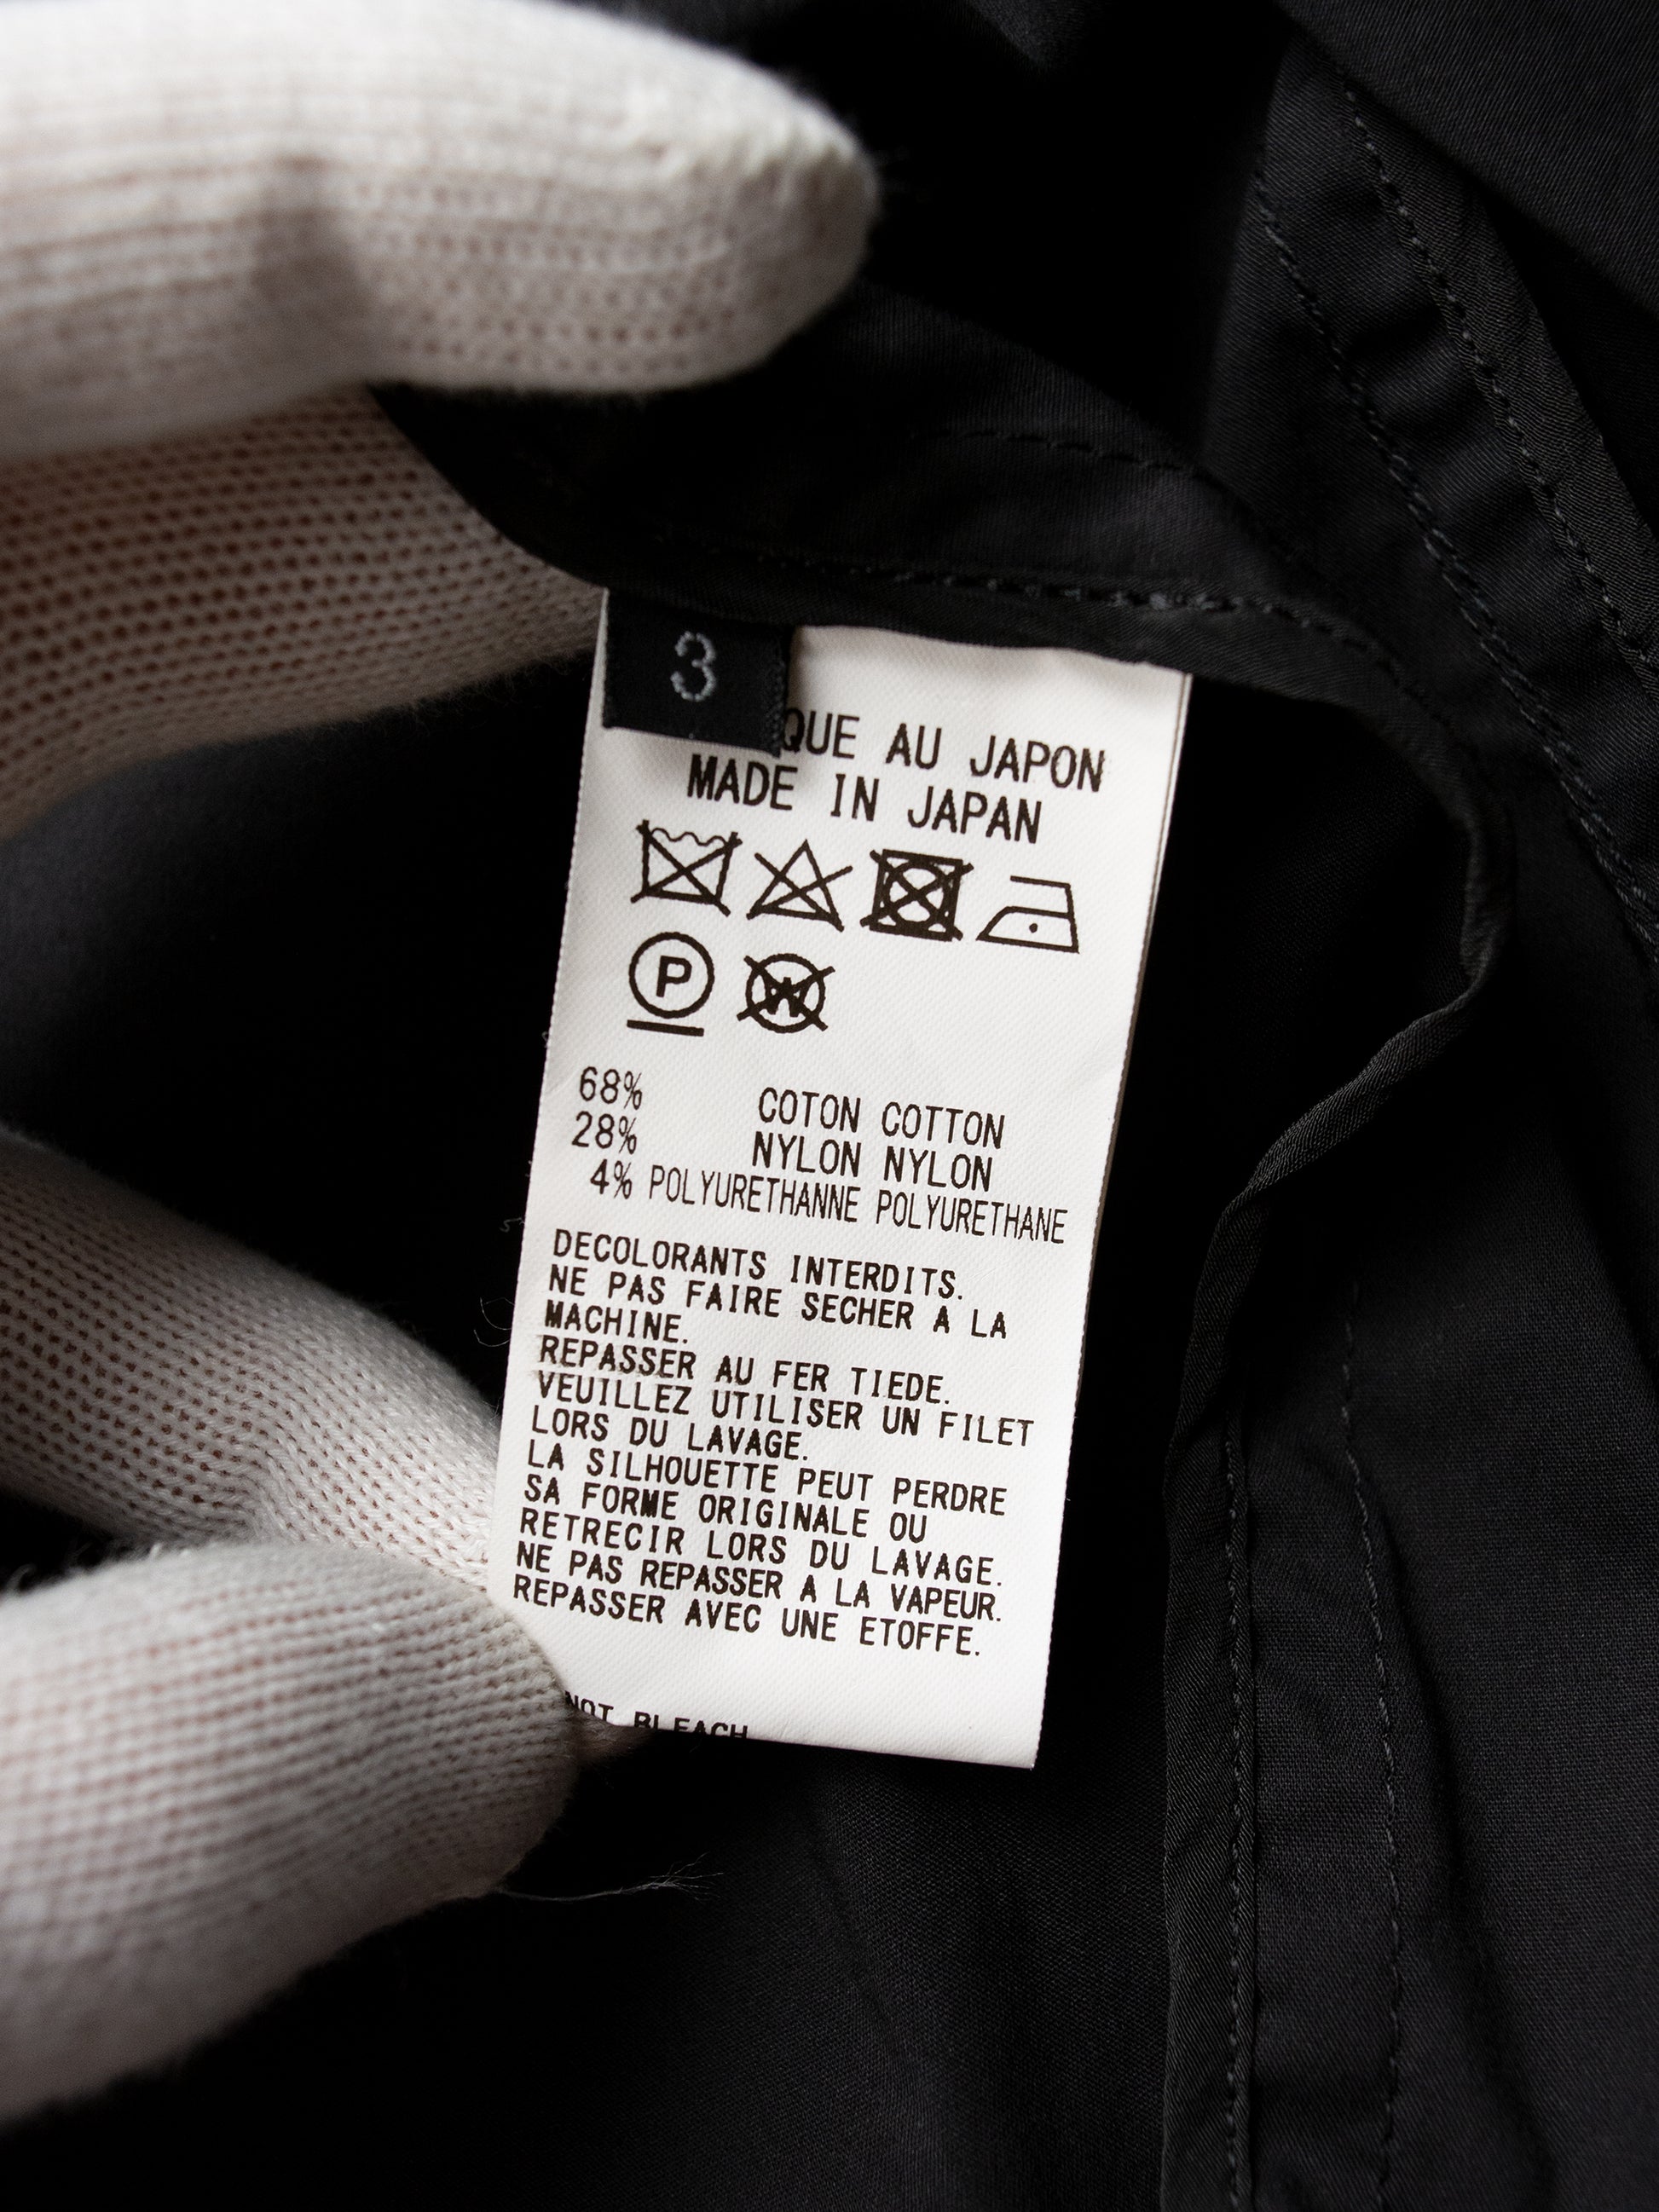 3
QUE AU JAPON
MADE IN JAPAN
P W
68% COTON COTTON
28% NYLON NYLON
4% POLYURETHANNE POLYURETHANE
DECOLORANTS INTERDITS.
NE PAS FAIRE SECHER A LA
MACHINE.
REPASSER AU FER TIEDE.
VEUILLEZ UTILISER UN FILET
LORS DU LAVAGE.
LA SILHOUETTE PEUT PERDRE
SA FORME ORIGINALE OU
RETRECIR LORS DU LAVAGE.
NE PAS REPASSER A LA VAPEUR.
REPASSER AVEC UNE ETOFFE.
NOT BLEACH